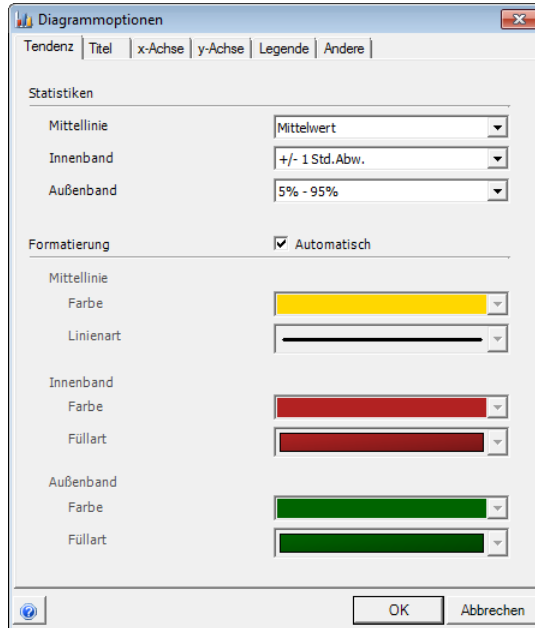 Diagrammoptionen
Tendenz Titel x-Achse y-Achse Legende Andere
Statistiken
Mittellinie Mittelwert
Innenband +/- 1 Std.Abw.
Außenband 5% - 95%
Formatierung Automatisch
Mittellinie
Farbe
Linienart
Innenband
Farbe
Füllart
Außenband
Farbe
Füllart
OK Abbrechen